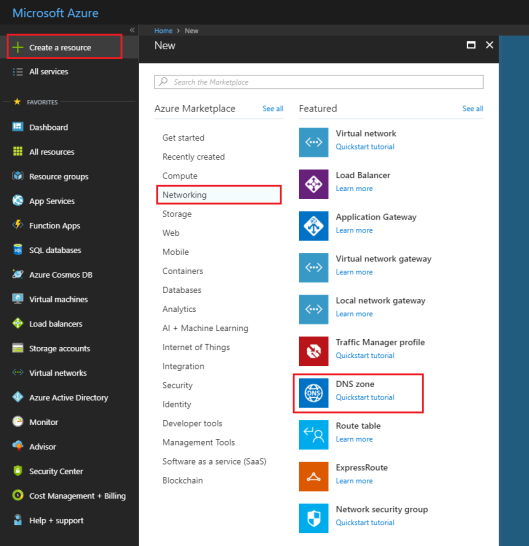 Microsoft Azure
«
Home > New
Create a resource
New
All services
Search the Marketplace
FAVORITES
Azure Marketplace See all
Featured See all
Dashboard
All resources
Resource groups
App Services
Function Apps
SQL databases
Azure Cosmos DB
Virtual machines
Load balancers
Storage accounts
Virtual networks
Azure Active Directory
Monitor
Advisor
Security Center
Cost Management + Billing
Help + support
Get started
Recently created
Compute
Networking
Storage
Web
Mobile
Containers
Databases
Analytics
AI + Machine Learning
Internet of Things
Integration
Security
Identity
Developer tools
Management Tools
Software as a service (SaaS)
Blockchain
Virtual network
Quickstart tutorial
Load Balancer
Learn more
Application Gateway
Learn more
Virtual network gateway
Learn more
Local network gateway
Learn more
Traffic Manager profile
Quickstart tutorial
DNS
DNS zone
Quickstart tutorial
Route table
Learn more
ExpressRoute
Learn more
Network security group
Quickstart tutorial